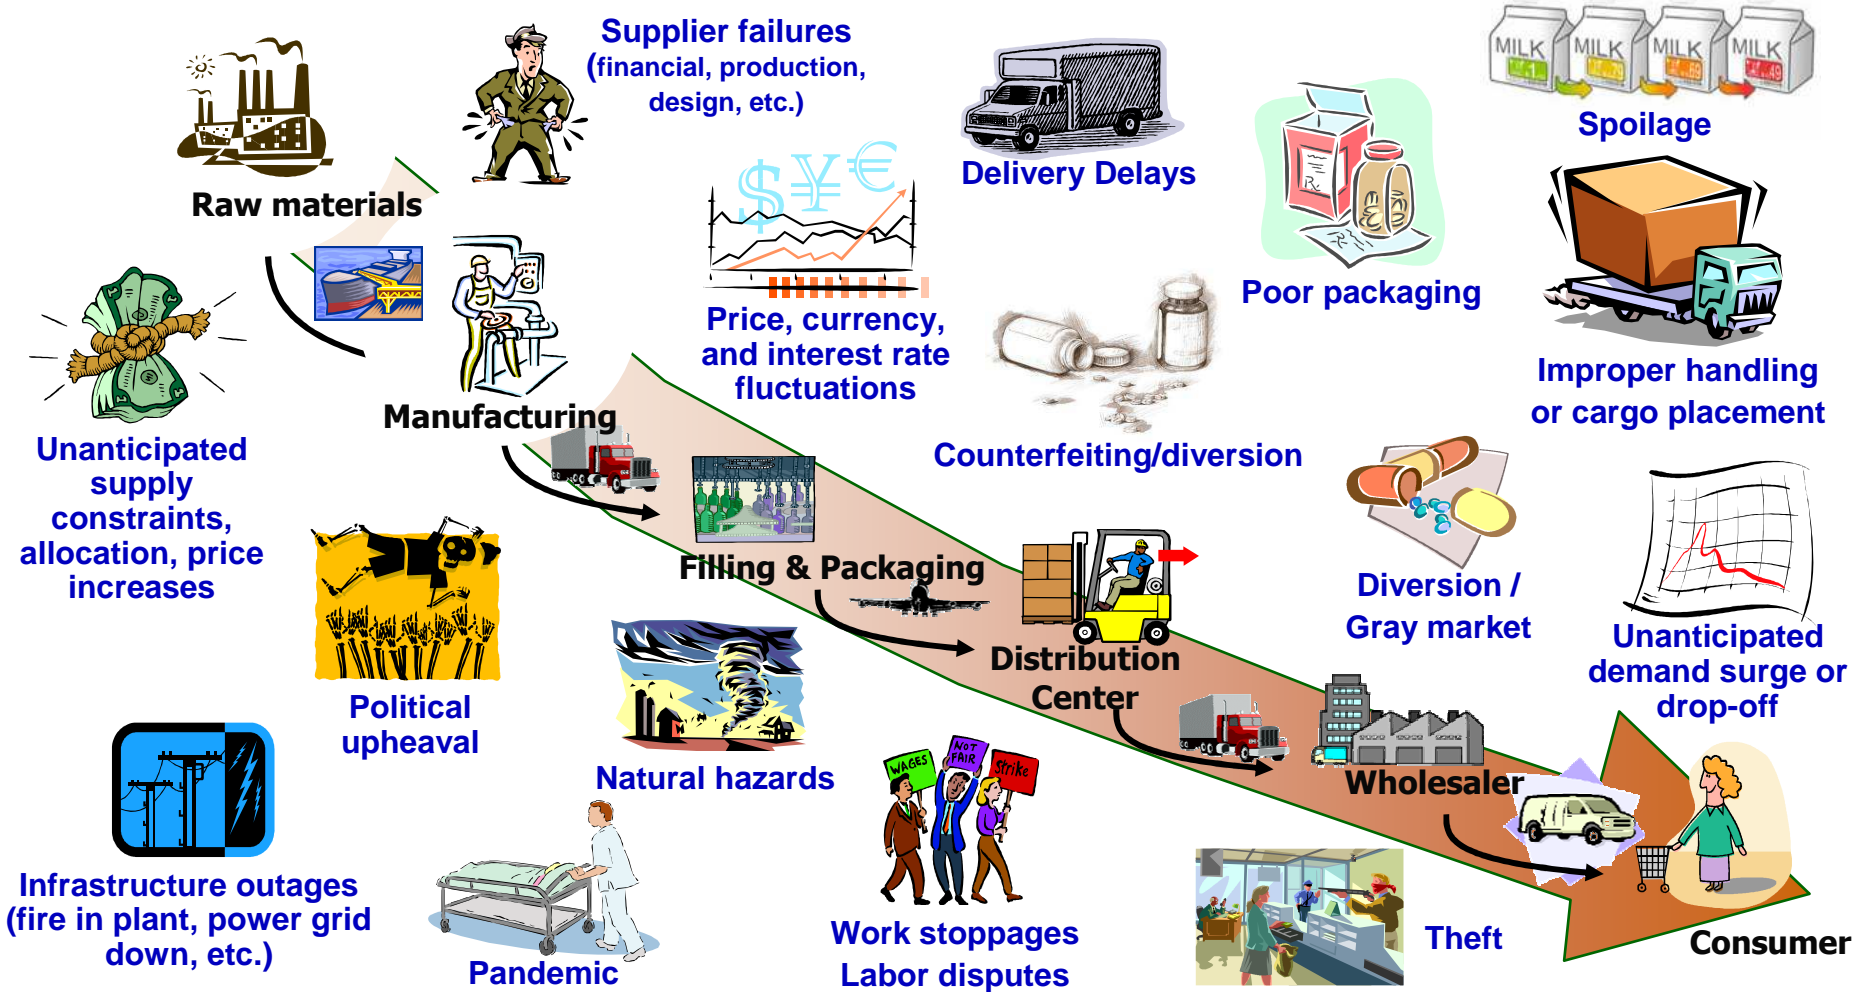 Supplier failures
(financial, production,
design, etc.)
MILK
MILK
MILK
MILK
Spoilage
Delivery Delays
$ ¥ €
Raw materials
Rx
Poor packaging
Price, currency,
and interest rate
fluctuations
Improper handling
or cargo placement
Manufacturing
Counterfeiting/diversion
Unanticipated
supply
constraints,
allocation, price
increases
Filling & Packaging
Diversion /
Gray market
Unanticipated
demand surge or
drop-off
Distribution
Center
Political
upheaval
Natural hazards
WAGES
NOT
FAIR
Strike
Wholesaler
Infrastructure outages
(fire in plant, power grid
down, etc.)
Pandemic
Work stoppages
Labor disputes
Theft
Consumer